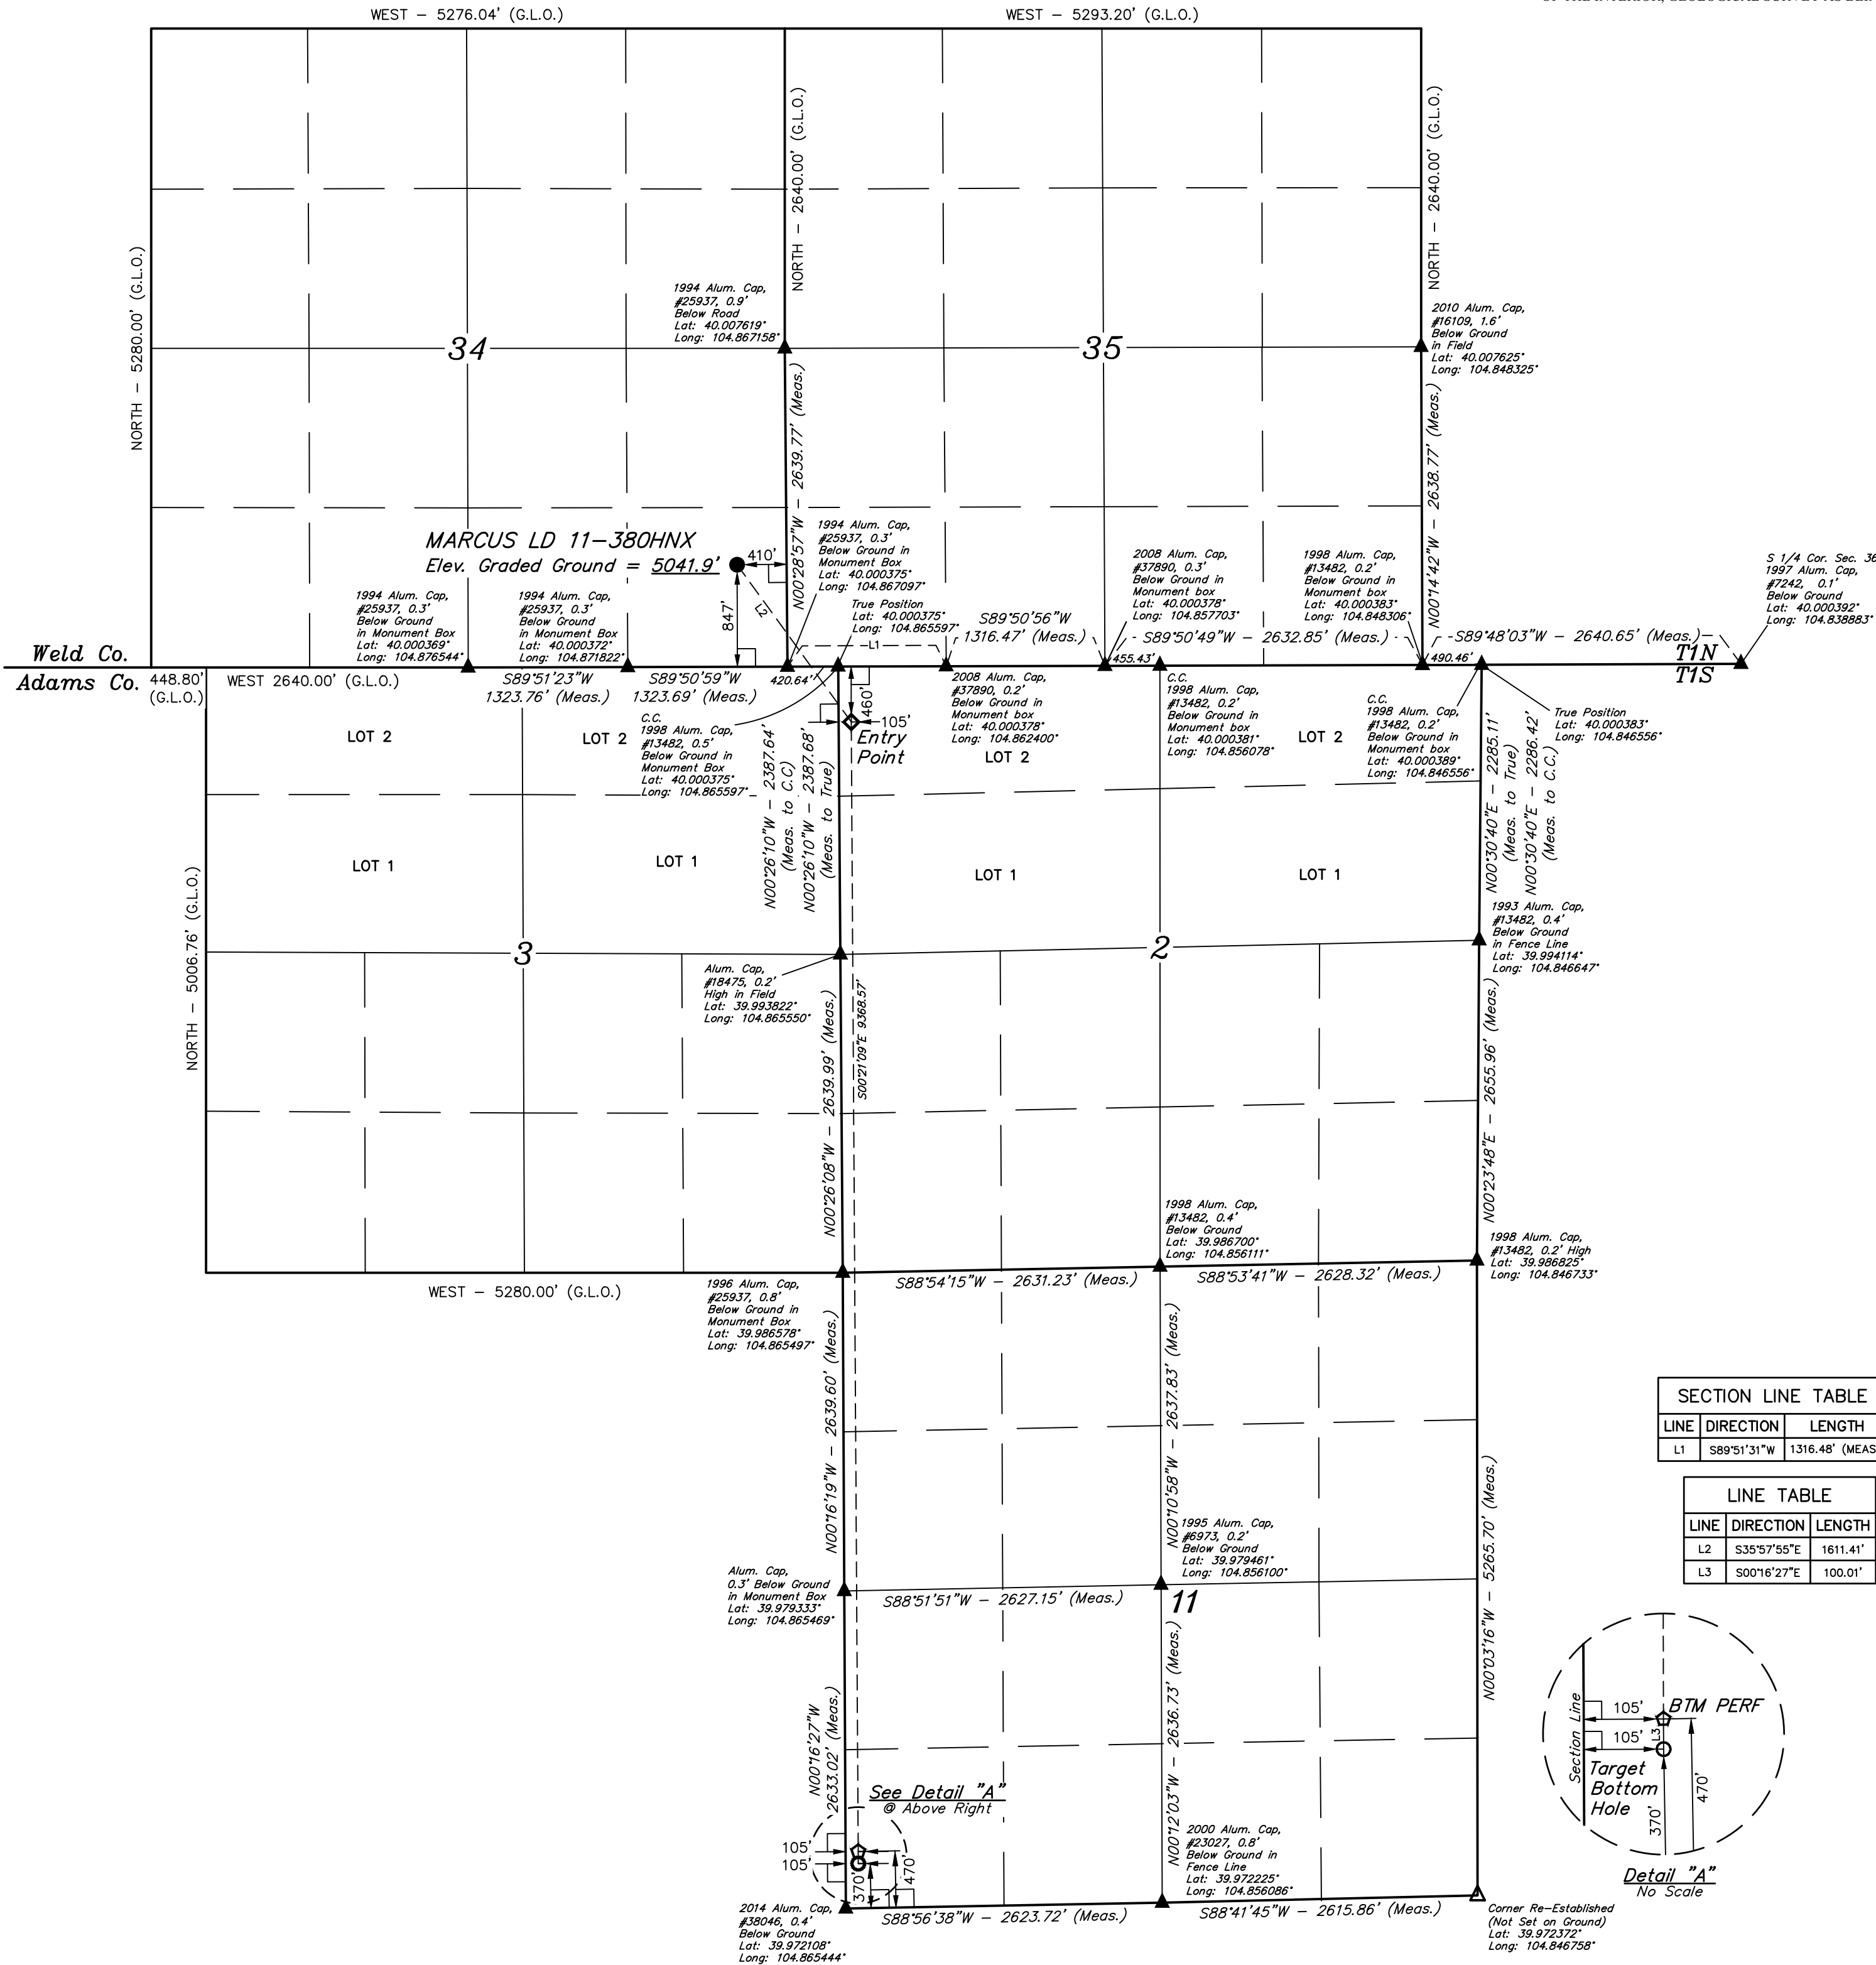 WEST – 5276.04' (G.L.O.)
WEST – 5293.20' (G.L.O.)
NORTH – 5280.00' (G.L.O.)
NORTH – 2640.00' (G.L.O.)
NORTH – 2640.00' (G.L.O.)
1994 Alum. Cap,
#25937, 0.9'
Below Road
Lat: 40.007619°
Long: 104.867158°
2010 Alum. Cap,
#16109, 1.6'
Below Ground
in Field
Lat: 40.007625°
Long: 104.848325°
34
35
N00°28'57"W – 2639.77' (Meas.)
N00°14'42"W – 2638.77' (Meas.)
MARCUS LD 11-380HNX
Elev. Graded Ground = 5041.9'
410'
847'
L2
1994 Alum. Cap,
#25937, 0.3'
Below Ground in
Monument Box
Lat: 40.000375°
Long: 104.867097°
True Position
Lat: 40.000375°
Long: 104.865597°
L1
S89°50'56"W
1316.47' (Meas.)
2008 Alum. Cap,
#37890, 0.3'
Below Ground in
Monument box
Lat: 40.000378°
Long: 104.857703°
1998 Alum. Cap,
#13482, 0.2'
Below Ground in
Monument box
Lat: 40.000383°
Long: 104.848306°
S 1/4 Cor. Sec. 36
1997 Alum. Cap,
#7242, 0.1'
Below Ground
Lat: 40.000392°
Long: 104.838883°
1994 Alum. Cap,
#25937, 0.3'
Below Ground
in Monument Box
Lat: 40.000369°
Long: 104.876544°
1994 Alum. Cap,
#25937, 0.3'
Below Ground
in Monument Box
Lat: 40.000372°
Long: 104.871822°
S89°50'49"W – 2632.85' (Meas.)
S89°48'03"W – 2640.65' (Meas.)
Weld Co.
Adams Co.
T1N
T1S
448.80'
(G.L.O.)
WEST 2640.00' (G.L.O.)
S89°51'23"W
1323.76' (Meas.)
S89°50'59"W
1323.69' (Meas.)
420.64'
455.43'
490.46'
460'
105'
Entry
Point
C.C.
1998 Alum. Cap,
#13482, 0.5'
Below Ground in
Monument Box
Lat: 40.000375°
Long: 104.865597°
2008 Alum. Cap,
#37890, 0.2'
Below Ground in
Monument box
Lat: 40.000378°
Long: 104.862400°
C.C.
1998 Alum. Cap,
#13482, 0.2'
Below Ground in
Monument box
Lat: 40.000381°
Long: 104.856078°
C.C.
1998 Alum. Cap,
#13482, 0.2'
Below Ground in
Monument box
Lat: 40.000389°
Long: 104.846556°
True Position
Lat: 40.000383°
Long: 104.846556°
LOT 2
LOT 2
LOT 2
LOT 2
N00°26'10"W – 2387.64'
(Meas. to C.C)
N00°26'10"W – 2387.68'
(Meas. to True)
N00°30'40"E – 2285.11'
(Meas. to True)
N00°30'40"E – 2286.42'
(Meas. to C.C.)
LOT 1
LOT 1
LOT 1
LOT 1
NORTH – 5006.76' (G.L.O.)
3
2
1993 Alum. Cap,
#13482, 0.4'
Below Ground
in Fence Line
Lat: 39.994114°
Long: 104.846647°
Alum. Cap,
#18475, 0.2'
High in Field
Lat: 39.993822°
Long: 104.865550°
N00°26'08"W – 2639.99' (Meas.)
S00°21'09"E 9368.57'
N00°23'48"E – 2655.96' (Meas.)
1998 Alum. Cap,
#13482, 0.4'
Below Ground
Lat: 39.986700°
Long: 104.856111°
1998 Alum. Cap,
#13482, 0.2' High
Lat: 39.986825°
Long: 104.846733°
WEST – 5280.00' (G.L.O.)
1996 Alum. Cap,
#25937, 0.8'
Below Ground in
Monument Box
Lat: 39.986578°
Long: 104.865497°
S88°54'15"W – 2631.23' (Meas.)
S88°53'41"W – 2628.32' (Meas.)
N00°16'19"W – 2639.60' (Meas.)
N00°10'58"W – 2637.83' (Meas.)
N00°03'16"W – 5265.70' (Meas.)
SECTION LINE TABLE
LINE DIRECTION LENGTH
L1 S89°51'31"W 1316.48' (MEAS
LINE TABLE
LINE DIRECTION LENGTH
L2 S35°57'55"E 1611.41'
L3 S00°16'27"E 100.01'
1995 Alum. Cap,
#6973, 0.2'
Below Ground
Lat: 39.979461°
Long: 104.856100°
Alum. Cap,
0.3' Below Ground
in Monument Box
Lat: 39.979333°
Long: 104.865469°
S88°51'51"W – 2627.15' (Meas.)
11
N00°16'27"W
2633.02' (Meas.)
N00°12'03"W – 2636.73' (Meas.)
See Detail "A"
@ Above Right
105'
105'
370'
470'
2000 Alum. Cap,
#23027, 0.8'
Below Ground in
Fence Line
Lat: 39.972225°
Long: 104.856086°
2014 Alum. Cap,
#38046, 0.4'
Below Ground
Lat: 39.972108°
Long: 104.865444°
S88°56'38"W – 2623.72' (Meas.)
S88°41'45"W – 2615.86' (Meas.)
Corner Re-Established
(Not Set on Ground)
Lat: 39.972372°
Long: 104.846758°
Section Line
105'
BTM PERF
105'
L3
Target
Bottom
Hole
370'
470'
Detail "A"
No Scale